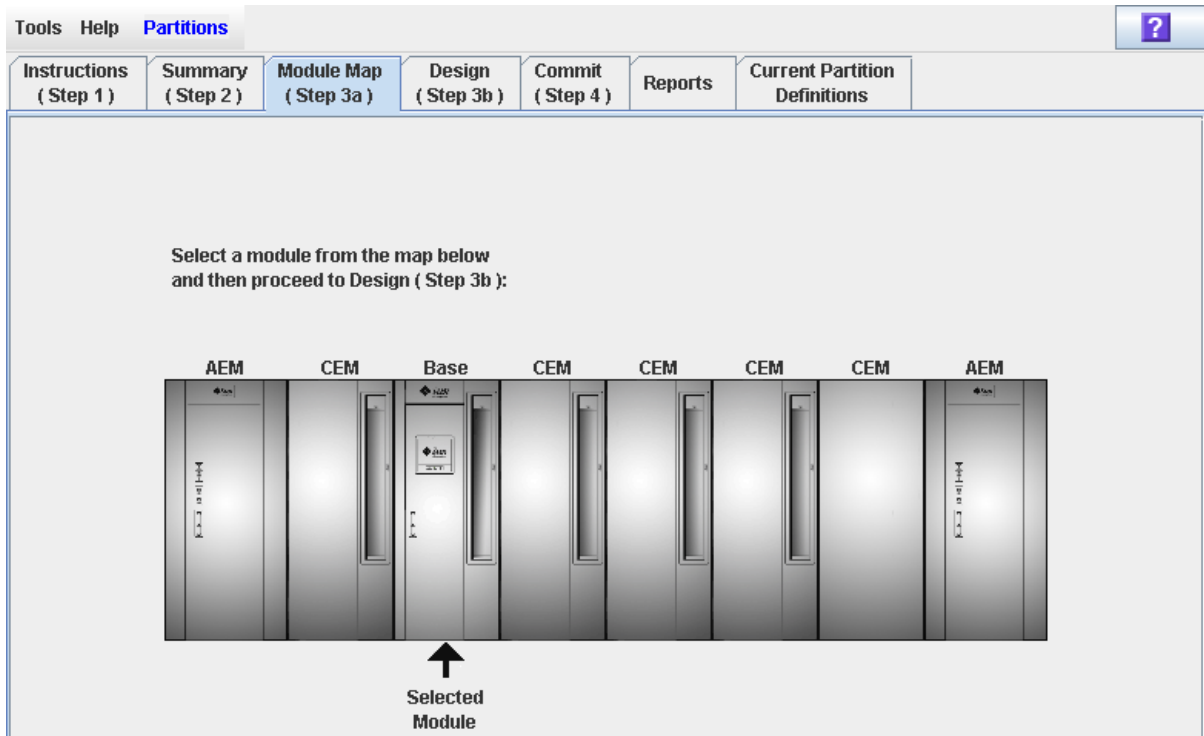 Tools Help Partitions
?
Instructions
( Step 1 )
Summary
( Step 2 )
Module Map
( Step 3a )
Design
( Step 3b )
Commit
( Step 4 )
Reports
Current Partition
Definitions
Select a module from the map below
and then proceed to Design ( Step 3b ):
AEM CEM Base CEM CEM CEM CEM AEM
Selected
Module